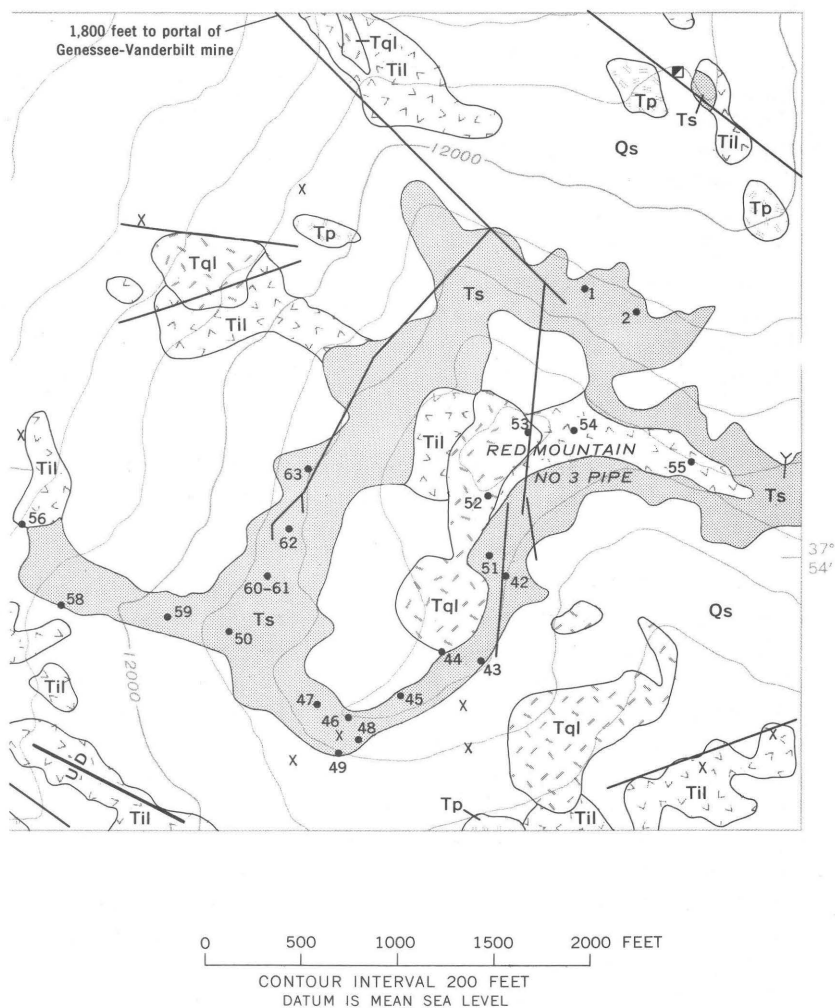 1,800 feet to portal of
Genessee-Vanderbilt mine
Tql
Til
Tp
Ts
Til
Qs
12000
Tp
X
X
Tp
Tql
Ts
1
2
Til
Til
53
54
RED MOUNTAIN
55
NO 3 PIPE
Ts
Y
X
Til
63
52
56
62
51
42
37°
54'
60-61
58
59
Ts
50
Tql
Qs
44
43
12000
Til
47
45
46
48
X
X
X
X
49
Tql
X
X
U D
Til
Til
Tp
Til
0 500 1000 1500 2000 FEET
CONTOUR INTERVAL 200 FEET
DATUM IS MEAN SEA LEVEL